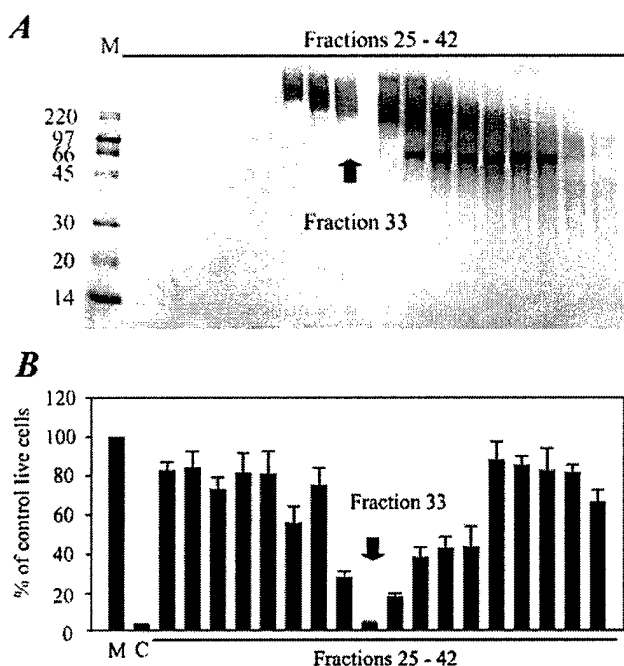 A
M
Fractions 25 - 42
220
97
66
45
30
20
14
Fraction 33
B
% of control live cells
120
100
80
60
40
20
0
Fraction 33
M C
Fractions 25 - 42